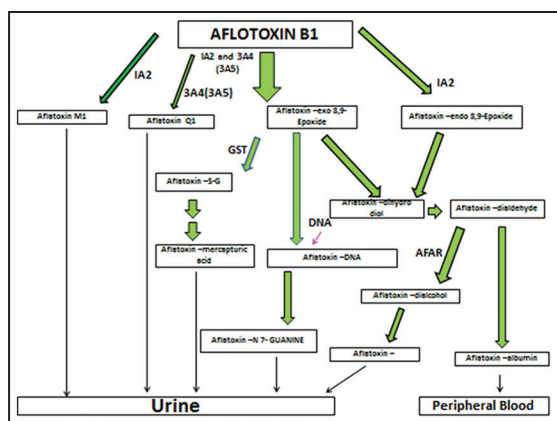 AFLOTOXIN B1
IA2 and 3A4
(3A5)
IA2
IA2
3A4(3A5)
Aflatoxin M1
Aflatoxin Q1
Aflatoxin –exo 8,9-
Epoxide
Aflatoxin –endo 8,9-Epoxide
GST
Aflatoxin –S-G
Aflatoxin –dihydro
diol
Aflatoxin –dialdehyde
DNA
Aflatoxin –mercapturic
acid
Aflatoxin –DNA
AFAR
Aflatoxin –dialcohol
Aflatoxin –N 7- GUANINE
Aflatoxin –
Aflatoxin –albumin
Urine
Peripheral Blood